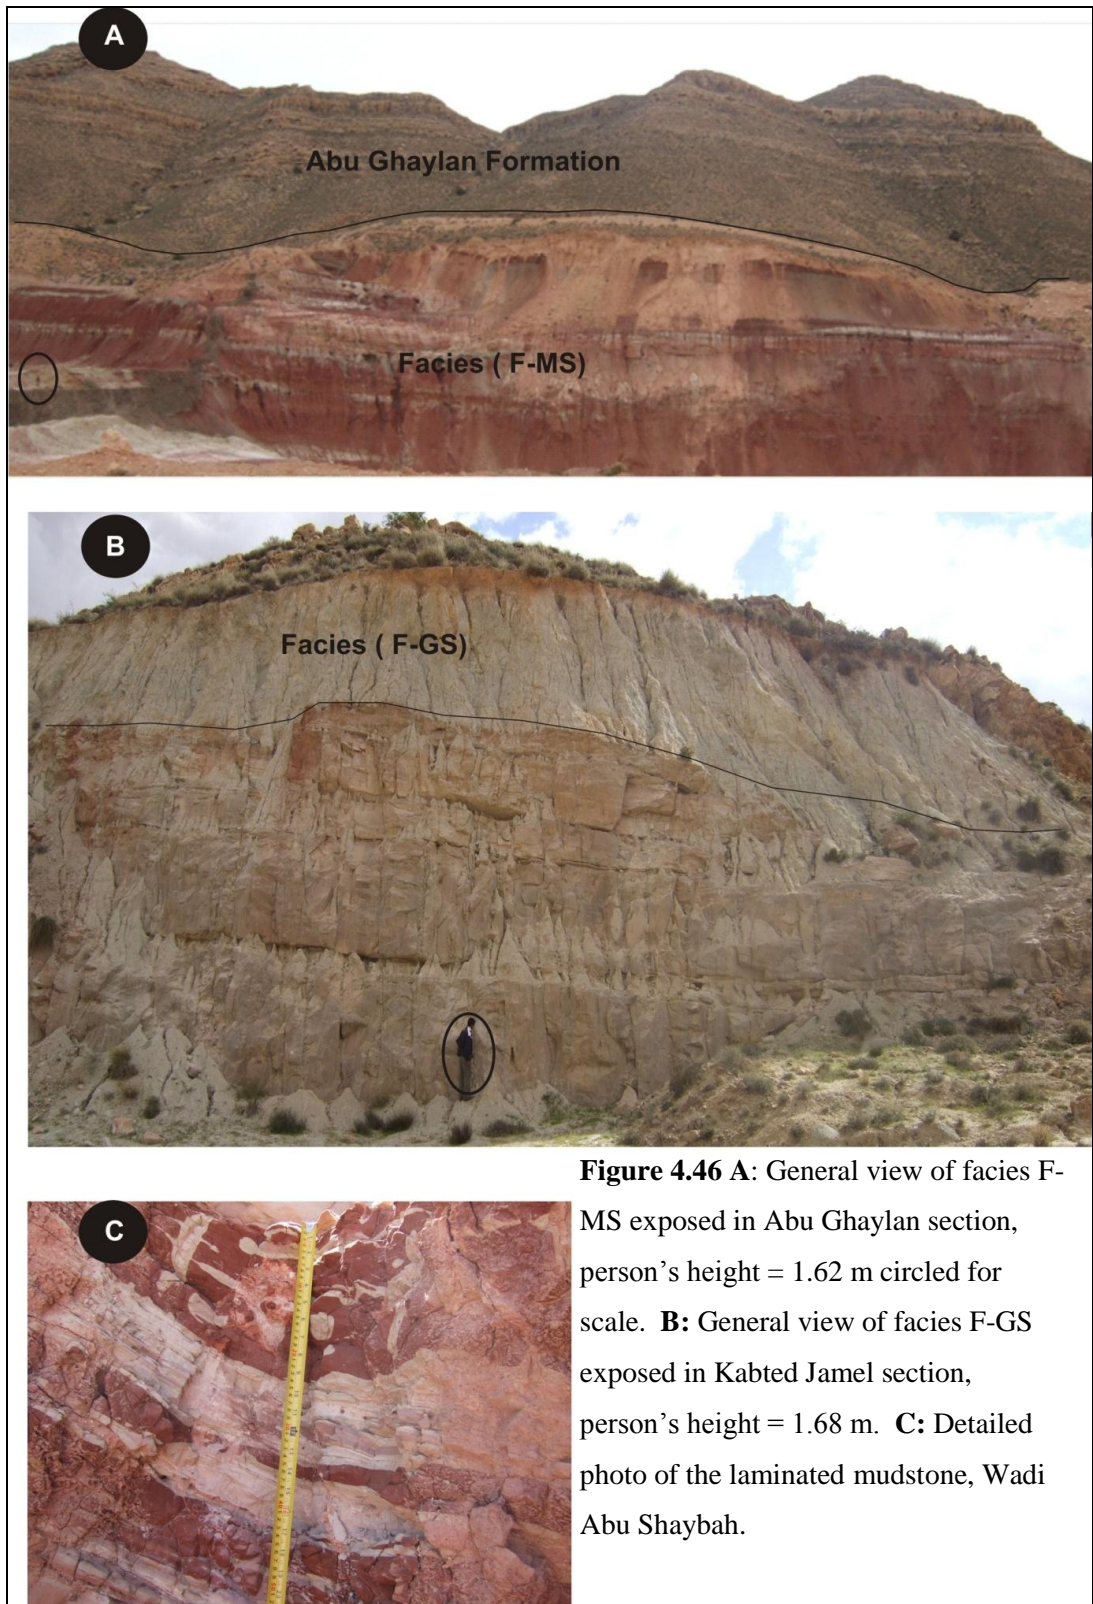 A
Abu Ghaylan Formation
Facies ( F-MS)
B
Facies ( F-GS)
C
Figure 4.46 A: General view of facies F-
MS exposed in Abu Ghaylan section,
person’s height = 1.62 m circled for
scale.  B: General view of facies F-GS
exposed in Kabted Jamel section,
person’s height = 1.68 m.  C: Detailed
photo of the laminated mudstone, Wadi
Abu Shaybah.